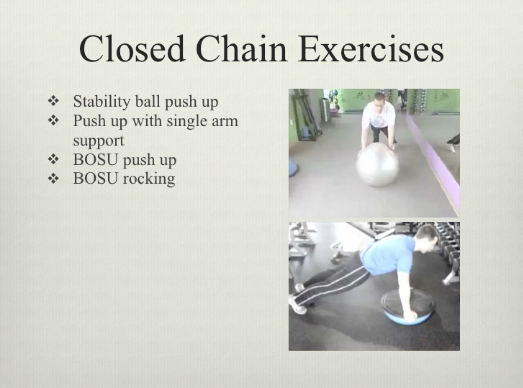 Closed Chain Exercises
❖ Stability ball push up
❖ Push up with single arm
support
❖ BOSU push up
❖ BOSU rocking